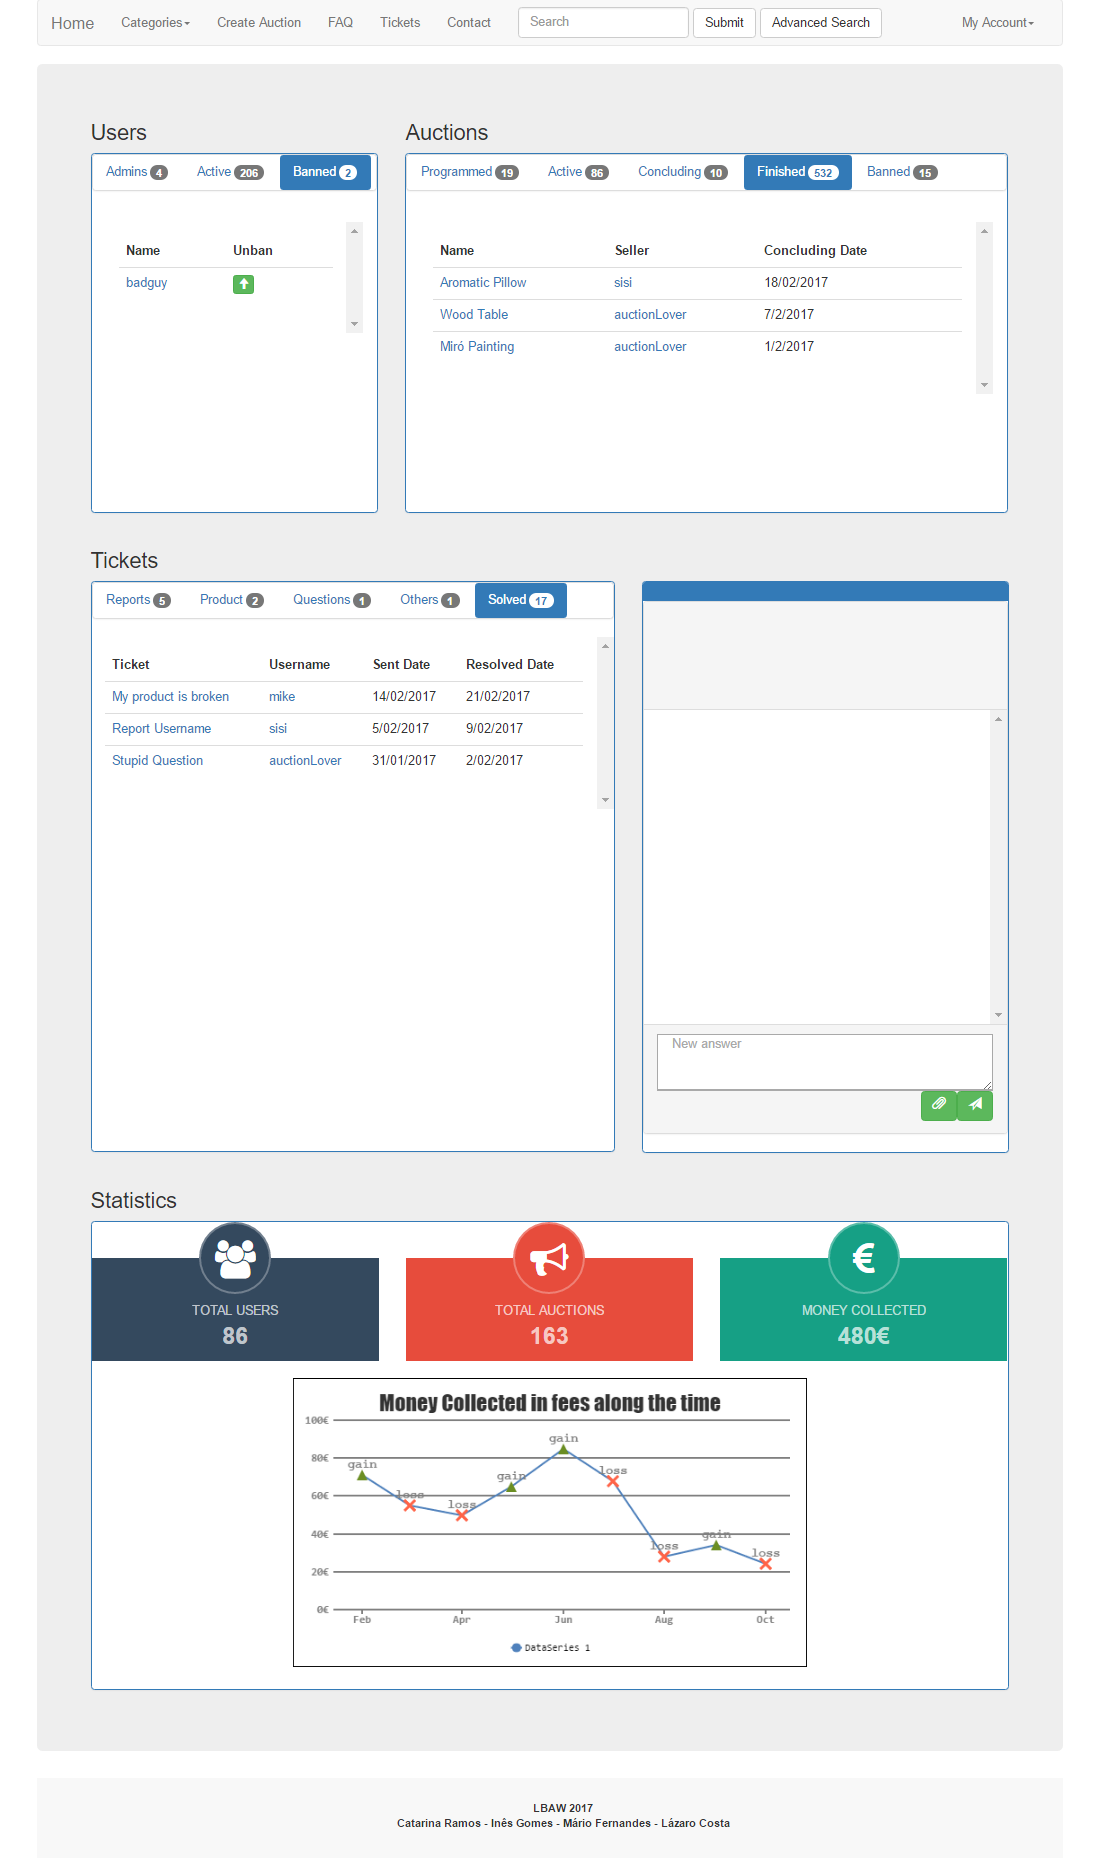 Home Categories Create Auction FAQ Tickets Contact Search Submit Advanced Search My Account
Users
Admins 4 Active 206 Banned 2
Name Unban
badguy
Auctions
Programmed 19 Active 86 Concluding 10 Finished 532 Banned 15
Name Seller Concluding Date
Aromatic Pillow sisi 18/02/2017
Wood Table auctionLover 7/2/2017
Miró Painting auctionLover 1/2/2017
Tickets
Reports 5 Product 2 Questions 1 Others 1 Solved 17
Ticket Username Sent Date Resolved Date
My product is broken mike 14/02/2017 21/02/2017
Report Username sisi 5/02/2017 9/02/2017
Stupid Question auctionLover 31/01/2017 2/02/2017
New answer
Statistics
€
TOTAL USERS TOTAL AUCTIONS MONEY COLLECTED
86 163 480€
Money Collected in fees along the time
100€
80€
60€
40€
20€
0€
gain
loss
loss
gain
gain
loss
loss
gain
loss
Feb Apr Jun Aug Oct
DataSeries 1
LBAW 2017
Catarina Ramos - Inês Gomes - Mário Fernandes - Lázaro Costa